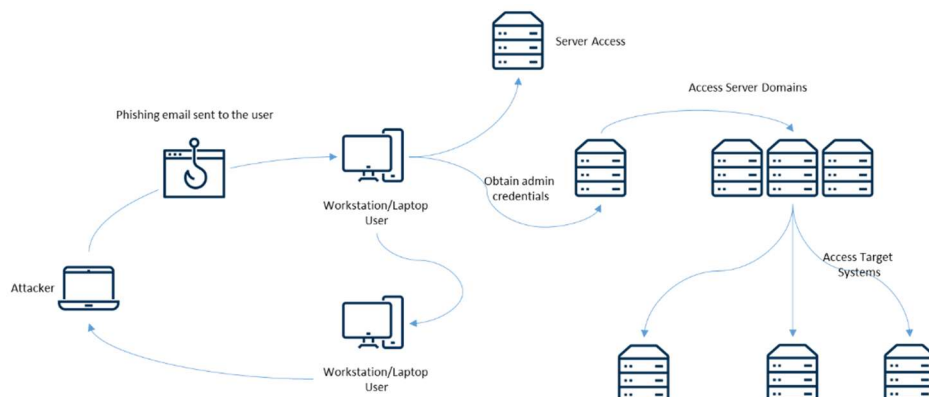 Server Access
Access Server Domains
Phishing email sent to the user
Obtain admin
credentials
Workstation/Laptop
User
Access Target
Systems
Attacker
Workstation/Laptop
User